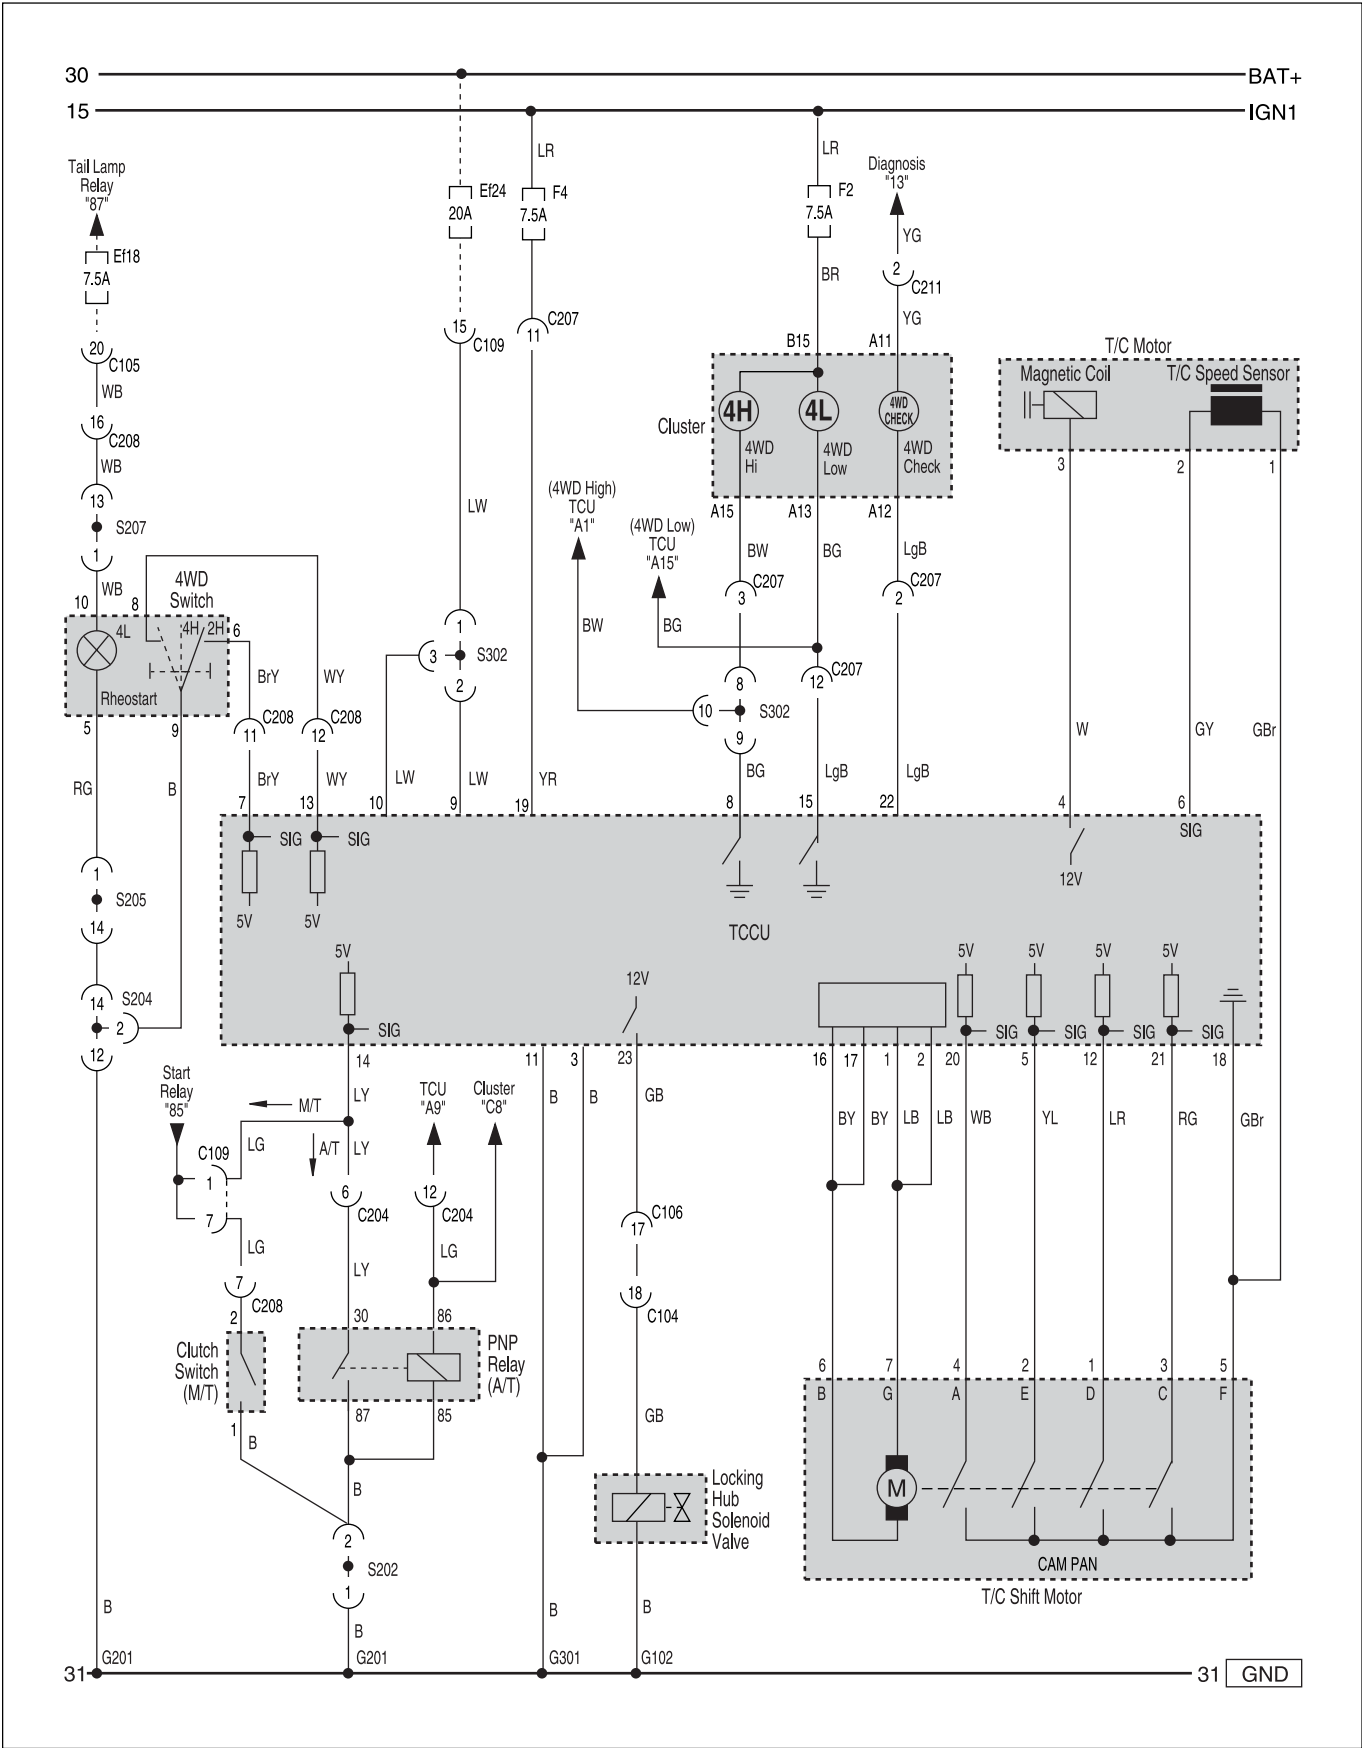 30 BAT+
15 IGN1
Tail Lamp
Relay
"87"
Ef18
7.5A
20
C105
WB
16
C208
WB
13
S207
1
WB
Ef24
20A
15
C109
LW
LR
F4
7.5A
C207
11
LR
F2
7.5A
BR
B15
Diagnosis
"13"
YG
2
C211
YG
A11
Cluster
4H
4WD
Hi
4L
4WD
Low
4WD
CHECK
4WD
Check
A15
A13
A12
T/C Motor
Magnetic Coil
T/C Speed Sensor
3
2
1
(4WD High)
TCU
"A1"
BW
(4WD Low)
TCU
"A15"
BG
BW
C207
3
BG
LgB
C207
2
C207
12
8
10
S302
9
BG
LgB
LgB
W
GY
GBr
10
8
4WD
Switch
4L
4H
2H
6
Rheostart
5
9
BrY
WY
C208
11
C208
12
BrY
WY
1
3
S302
2
LW
LW
YR
RG
B
7
13
10
9
19
8
15
22
4
6
SIG
SIG
5V
5V
12V
SIG
TCCU
1
S205
14
14
S204
2
12
5V
SIG
12V
5V
5V
5V
5V
SIG
SIG
SIG
SIG
14
11
3
23
16
17
1
2
20
5
12
21
18
Start
Relay
"85"
M/T
LY
A/T
LY
LG
C109
1
7
LG
7
C208
2
Clutch
Switch
(M/T)
1
B
6
C204
LY
30
TCU
"A9"
Cluster
"C8"
12
C204
LG
86
PNP
Relay
(A/T)
87
85
B
2
S202
1
B
B
B
GB
C106
17
18
C104
GB
Locking
Hub
Solenoid
Valve
BY
BY
LB
LB
WB
YL
LR
RG
GBr
6
7
4
2
1
3
5
B
G
A
E
D
C
F
M
CAM PAN
T/C Shift Motor
B
B
B
G201
G201
G301
G102
31 31 GND